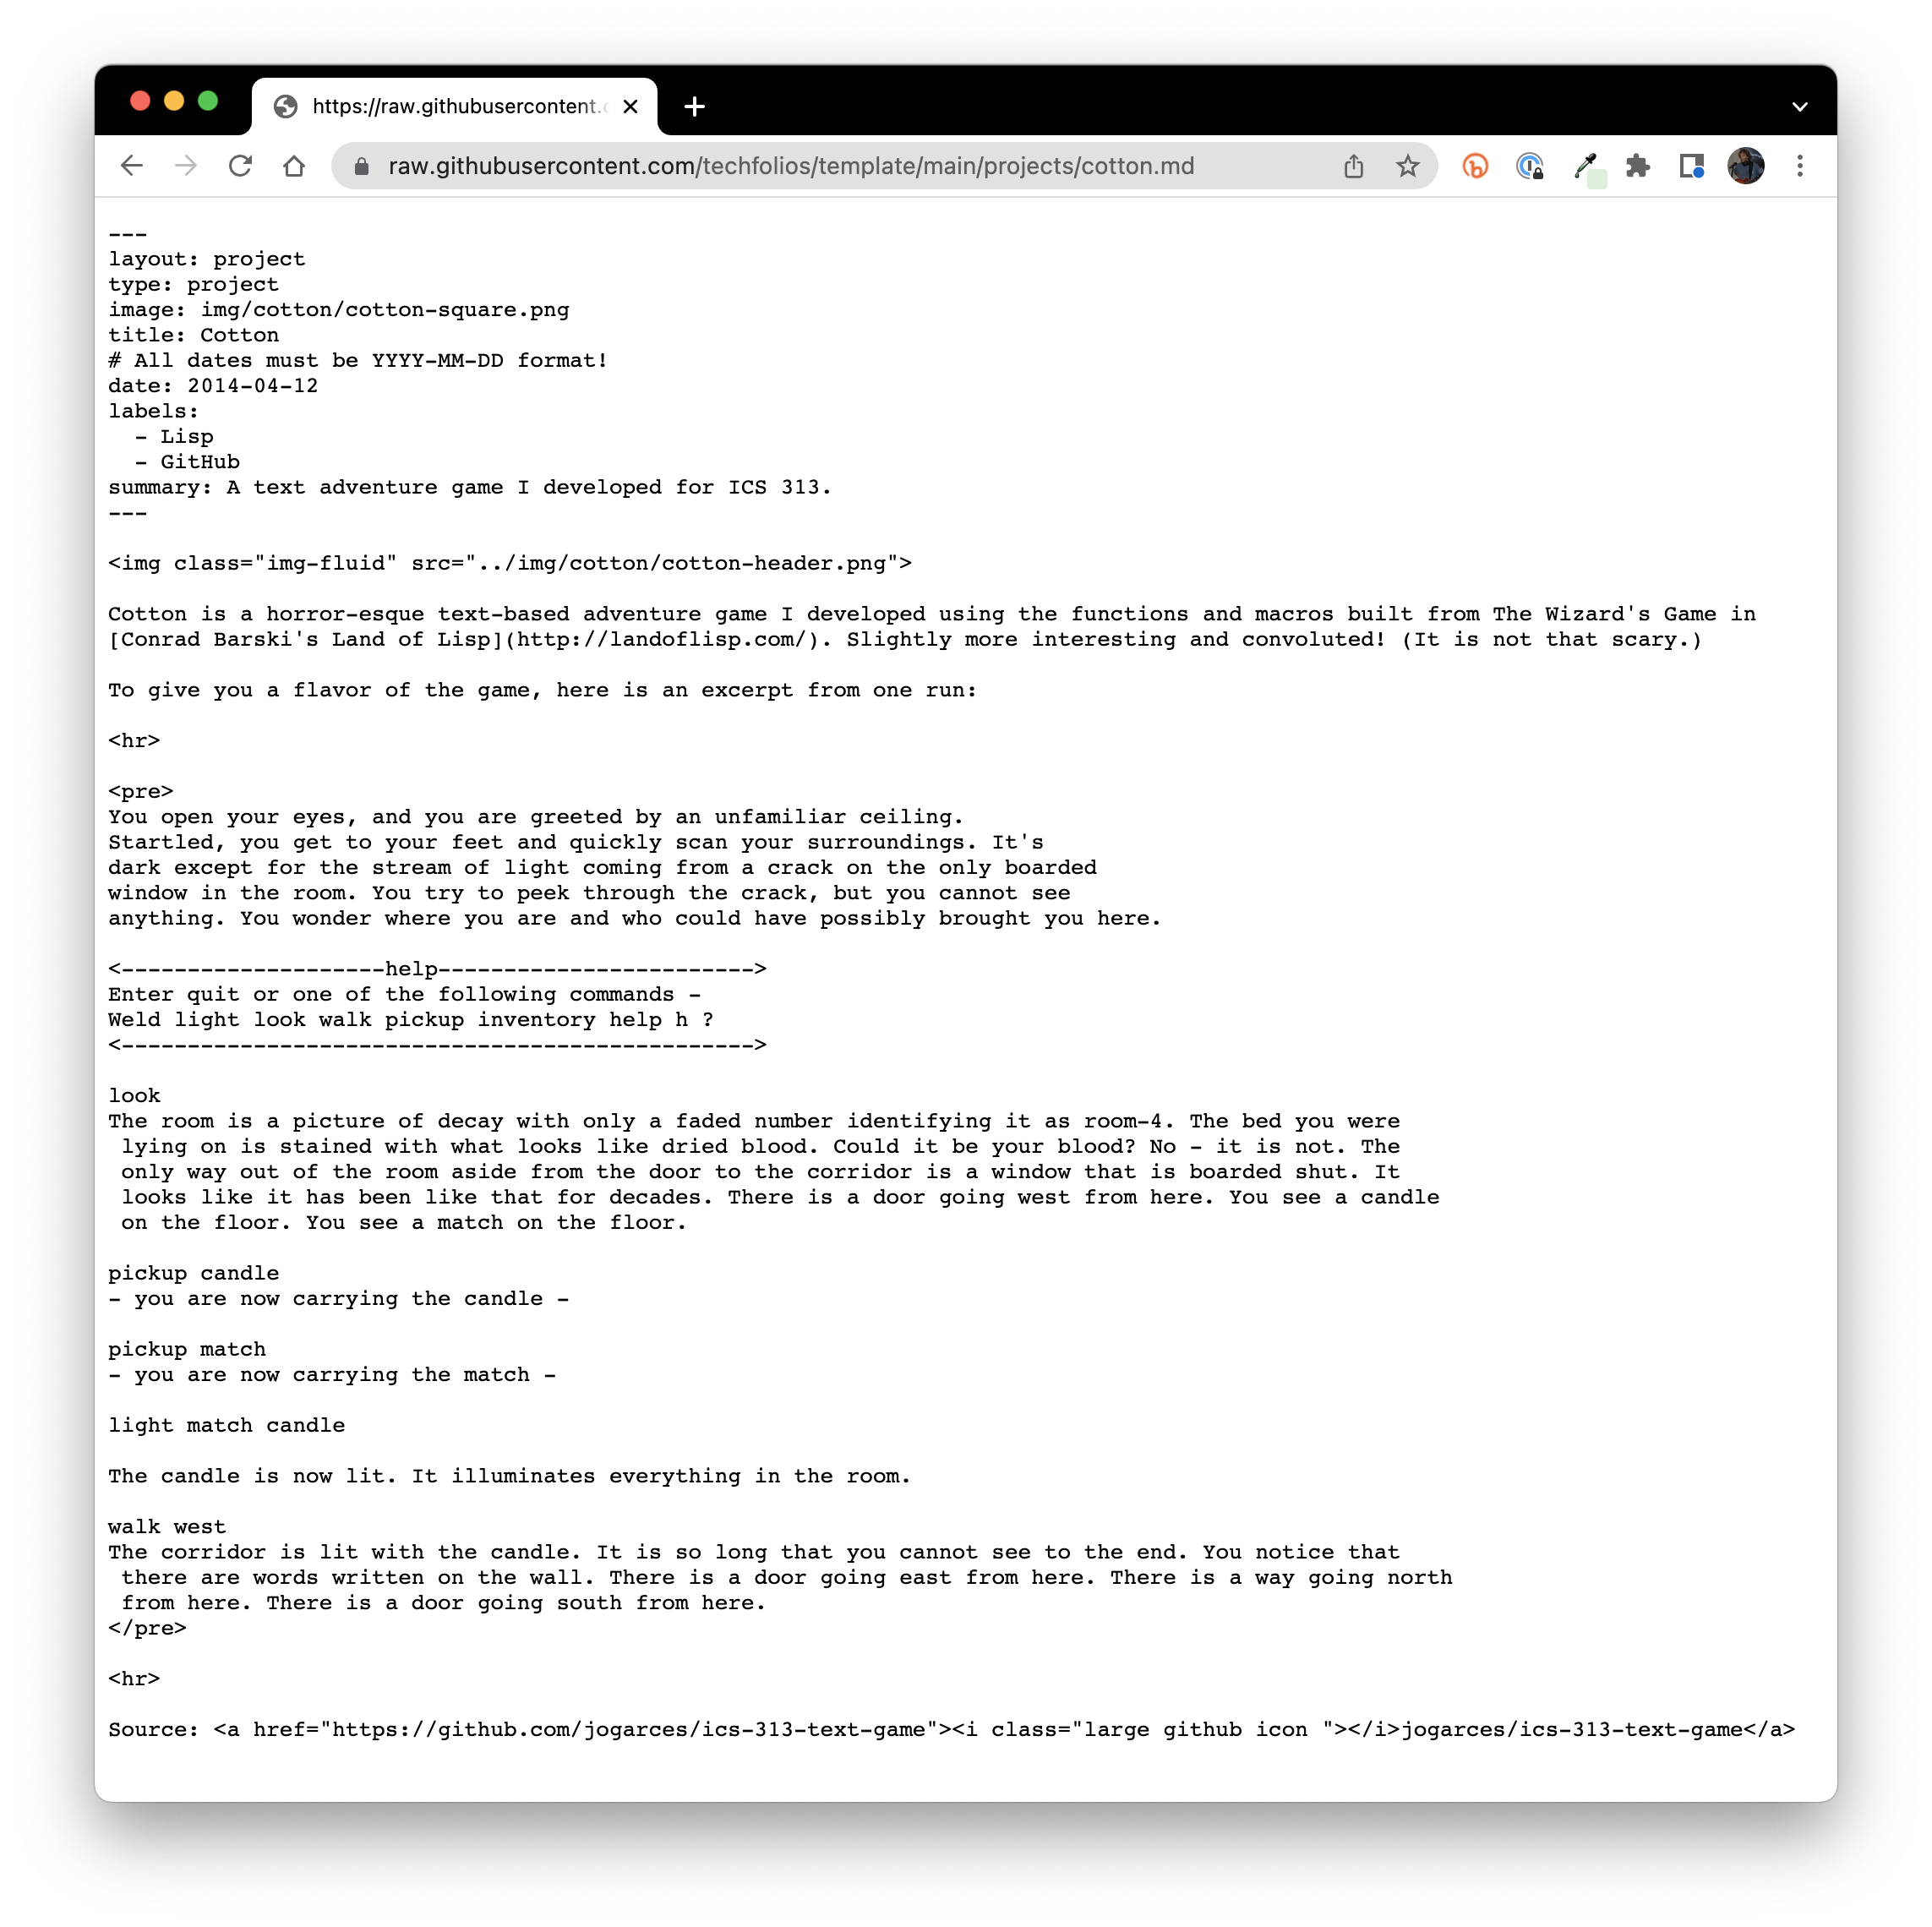 https://raw.githubusercontent.c
raw.githubusercontent.com/techfolios/template/main/projects/cotton.md
---
layout: project
type: project
image: img/cotton/cotton-square.png
title: Cotton
# All dates must be YYYY-MM-DD format!
date: 2014-04-12
labels:
  - Lisp
  - GitHub
summary: A text adventure game I developed for ICS 313.
---
<img class="img-fluid" src="../img/cotton/cotton-header.png">
Cotton is a horror-esque text-based adventure game I developed using the functions and macros built from The Wizard's Game in
[Conrad Barski's Land of Lisp](http://landoflisp.com/). Slightly more interesting and convoluted! (It is not that scary.)
To give you a flavor of the game, here is an excerpt from one run:
<hr>
<pre>
You open your eyes, and you are greeted by an unfamiliar ceiling.
Startled, you get to your feet and quickly scan your surroundings. It's
dark except for the stream of light coming from a crack on the only boarded
window in the room. You try to peek through the crack, but you cannot see
anything. You wonder where you are and who could have possibly brought you here.
<--------------------help------------------------>
Enter quit or one of the following commands -
Weld light look walk pickup inventory help h ?
<------------------------------------------------>
look
The room is a picture of decay with only a faded number identifying it as room-4. The bed you were
 lying on is stained with what looks like dried blood. Could it be your blood? No - it is not. The
 only way out of the room aside from the door to the corridor is a window that is boarded shut. It
 looks like it has been like that for decades. There is a door going west from here. You see a candle
 on the floor. You see a match on the floor.
pickup candle
- you are now carrying the candle -
pickup match
- you are now carrying the match -
light match candle
The candle is now lit. It illuminates everything in the room.
walk west
The corridor is lit with the candle. It is so long that you cannot see to the end. You notice that
 there are words written on the wall. There is a door going east from here. There is a way going north
 from here. There is a door going south from here.
</pre>
<hr>
Source: <a href="https://github.com/jogarces/ics-313-text-game"><i class="large github icon "></i>jogarces/ics-313-text-game</a>